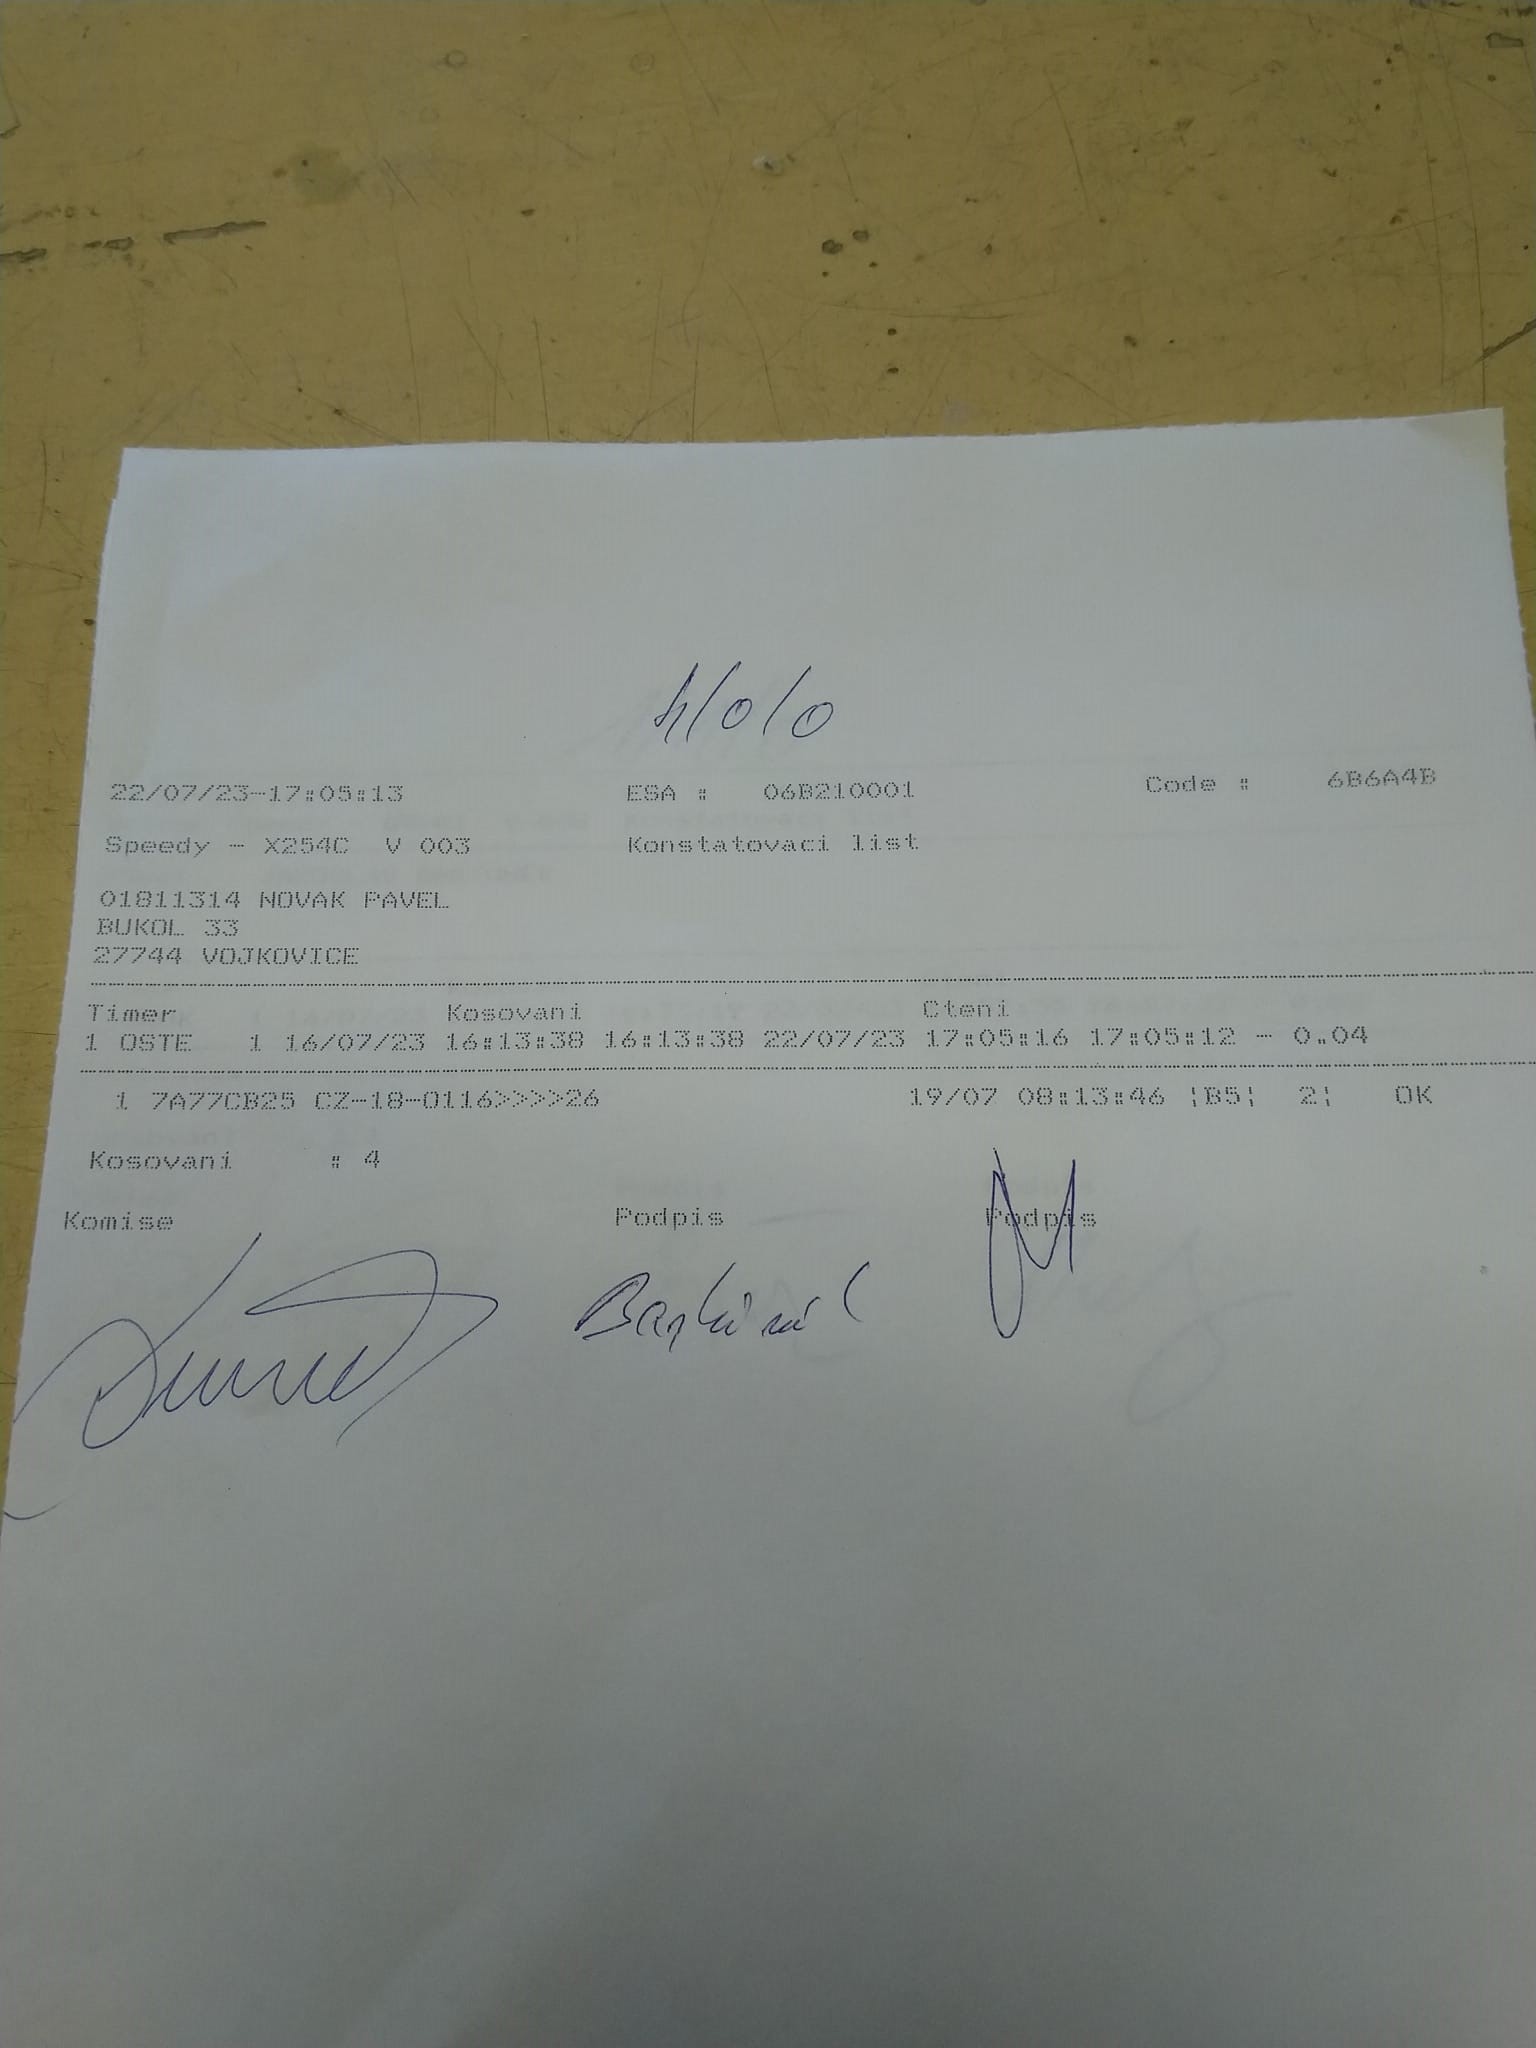 4/0/0
22/07/23-17:05:13 ESA : 06B210001 Code : 6B6A4B
Speedy - X254C V 003 Konstatovaci list
01811314 NOVAK PAVEL
BUKOL 33
27744 VOJKOVICE
Timer Kosovani Cteni
1 OSTE 1 16/07/23 16:13:38 16:13:38 22/07/23 17:05:16 17:05:12 - 0.04
1 7A77CB25 CZ-18-0116>>>>26 19/07 08:13:46 ¦B5¦ 2¦ OK
Kosovani : 4
Komise Podpis Podpis